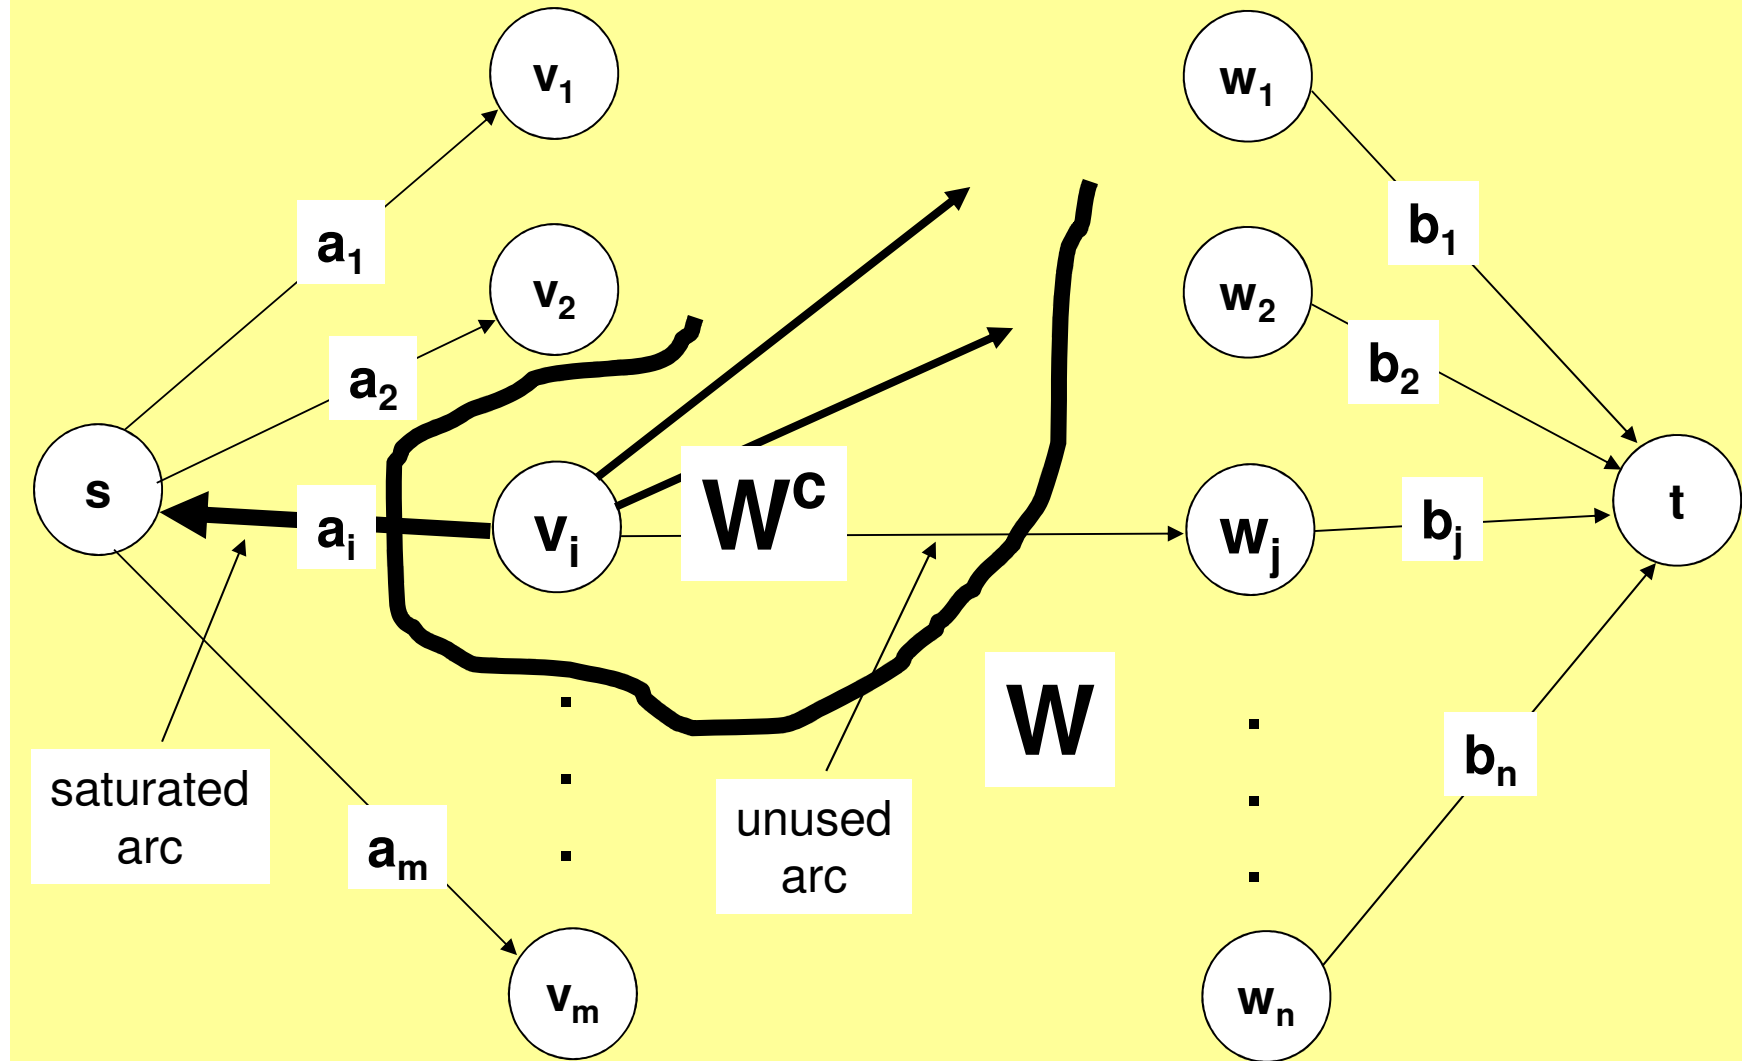 v₁
w₁
a₁
b₁
v₂
w₂
a₂
b₂
s
aᵢ
vᵢ
Wᶜ
wⱼ
bⱼ
t
W
saturated
arc
unused
arc
bₙ
aₘ
vₘ
wₙ